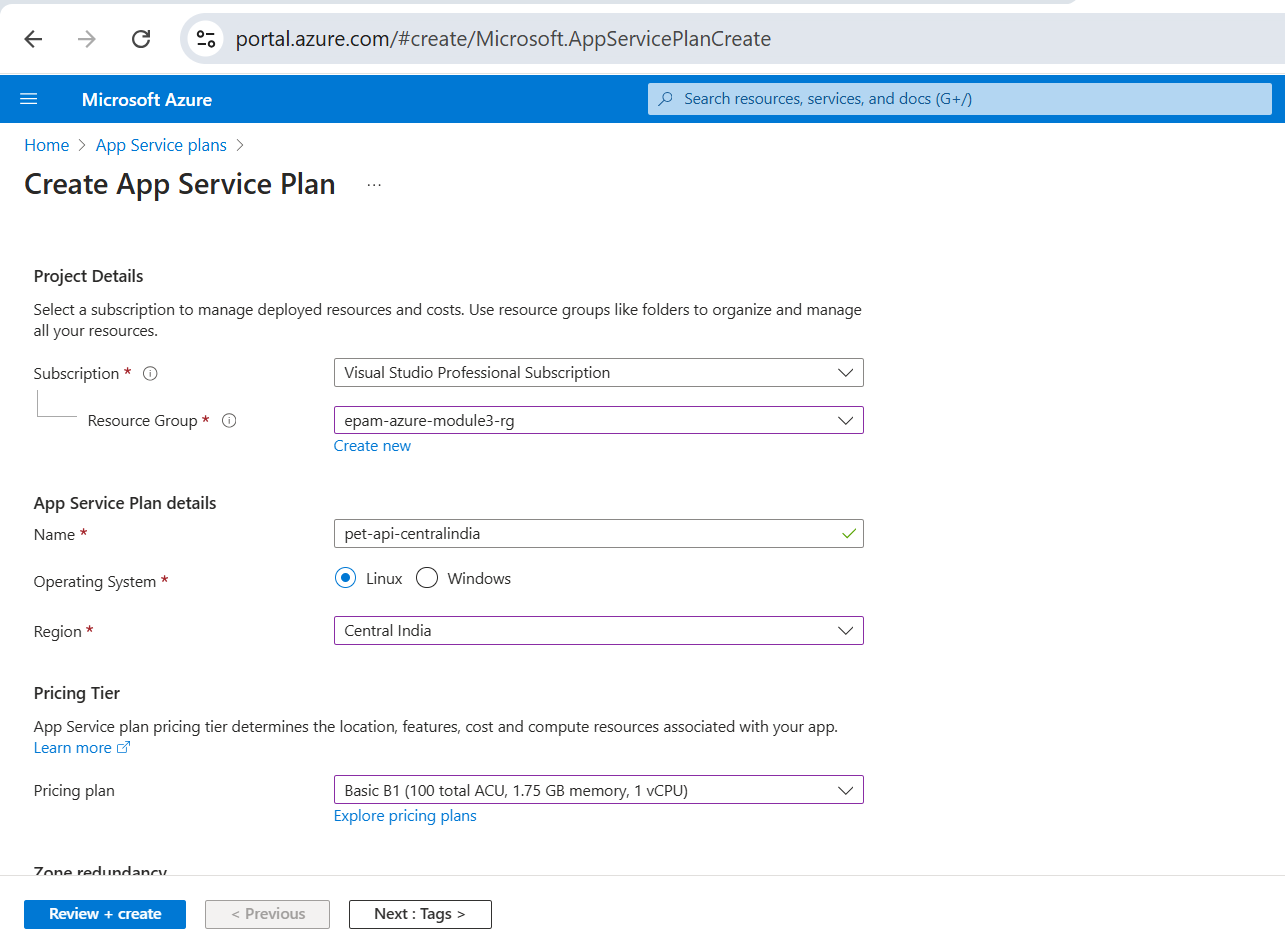 portal.azure.com/#create/Microsoft.AppServicePlanCreate
Microsoft Azure
Search resources, services, and docs (G+/)
Home > App Service plans >
Create App Service Plan ...
Project Details
Select a subscription to manage deployed resources and costs. Use resource groups like folders to organize and manage
all your resources.
Subscription *
Visual Studio Professional Subscription
Resource Group *
epam-azure-module3-rg
Create new
App Service Plan details
Name *
pet-api-centralindia
Operating System *
Linux
Windows
Region *
Central India
Pricing Tier
App Service plan pricing tier determines the location, features, cost and compute resources associated with your app.
Learn more
Pricing plan
Basic B1 (100 total ACU, 1.75 GB memory, 1 vCPU)
Explore pricing plans
Zone redundancy
Review + create
< Previous
Next : Tags >